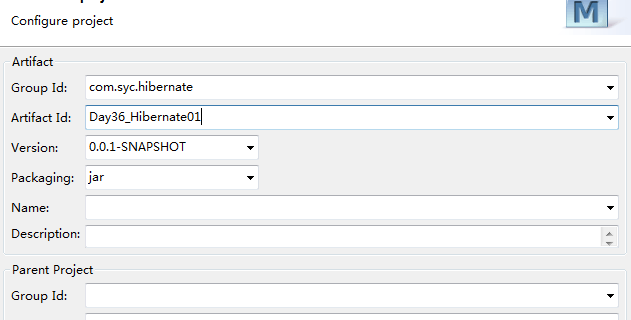 Configure project
M
Artifact
Group Id: com.syc.hibernate
Artifact Id: Day36_Hibernate01
Version: 0.0.1-SNAPSHOT
Packaging: jar
Name:
Description:
Parent Project
Group Id: